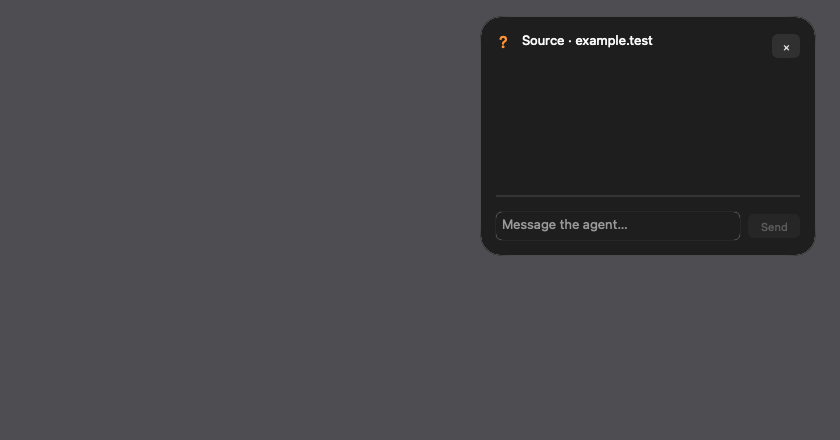 ? Source · example.test ×
Message the agent... Send